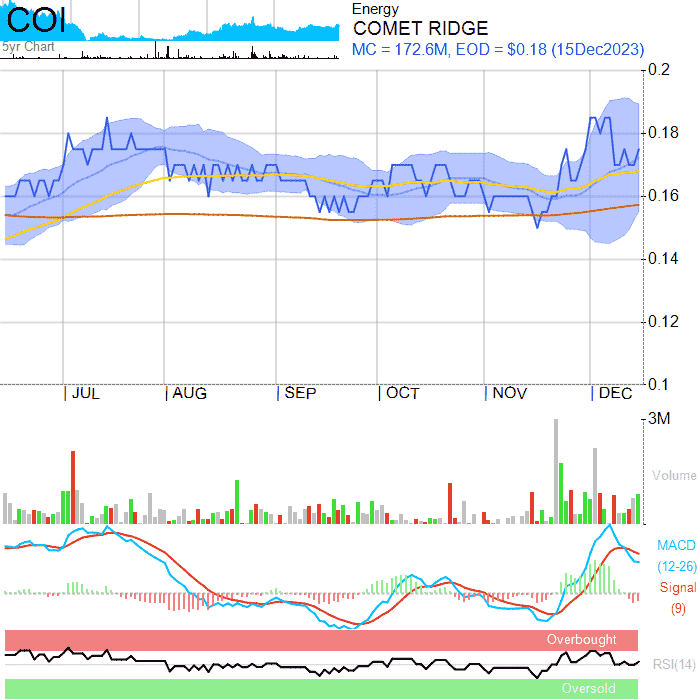 COI
5yr Chart
Energy
COMET RIDGE
MC = 172.6M, EOD = $0.18 (15Dec2023)
0.2
0.18
0.16
0.14
0.12
0.1
JUL AUG SEP OCT NOV DEC
3M
Volume
MACD
(12-26)
Signal
(9)
Overbought
RSI(14)
Oversold